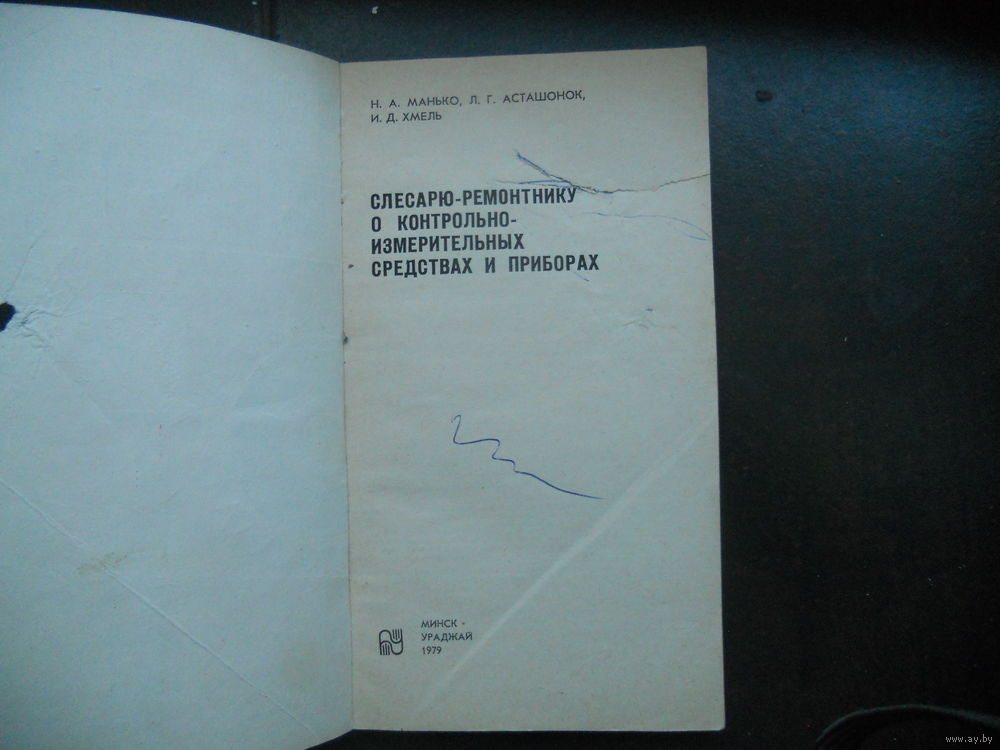 Н. А. МАНЬКО, Л. Г. АСТАШОНОК,
И. Д. ХМЕЛЬ
СЛЕСАРЮ-РЕМОНТНИКУ
О КОНТРОЛЬНО-
ИЗМЕРИТЕЛЬНЫХ
СРЕДСТВАХ И ПРИБОРАХ
МИНСК -
УРАДЖАЙ
1979
www.ay.by